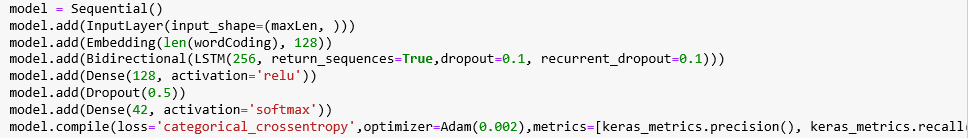 model = Sequential()
model.add(InputLayer(input_shape=(maxLen, )))
model.add(Embedding(len(wordCoding), 128))
model.add(Bidirectional(LSTM(256, return_sequences=True,dropout=0.1, recurrent_dropout=0.1)))
model.add(Dense(128, activation='relu'))
model.add(Dropout(0.5))
model.add(Dense(42, activation='softmax'))
model.compile(loss='categorical_crossentropy',optimizer=Adam(0.002),metrics=[keras_metrics.precision(), keras_metrics.recall